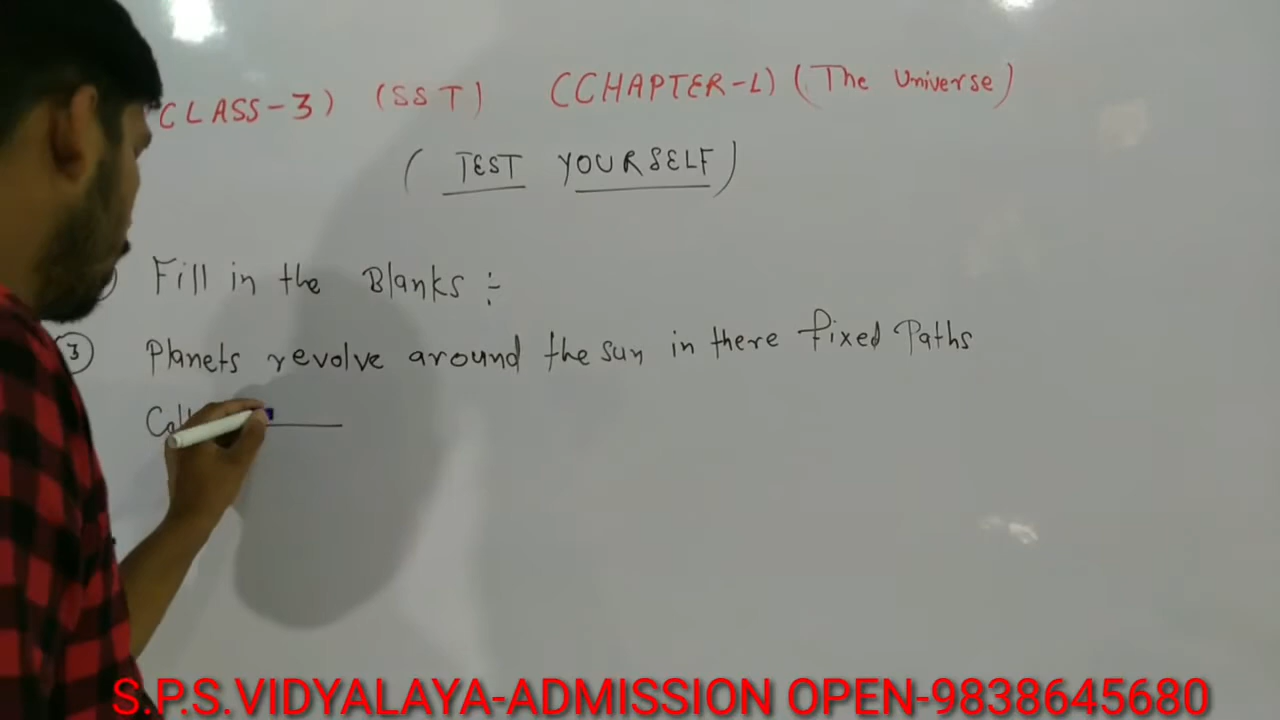 CLASS-3) (SST) (CHAPTER-1) (The Universe)
( TEST YOURSELF )
Fill in the Blanks :-
3 Planets revolve around the sun in there fixed Paths
S.P.S.VIDYALAYA-ADMISSION OPEN-9838645680